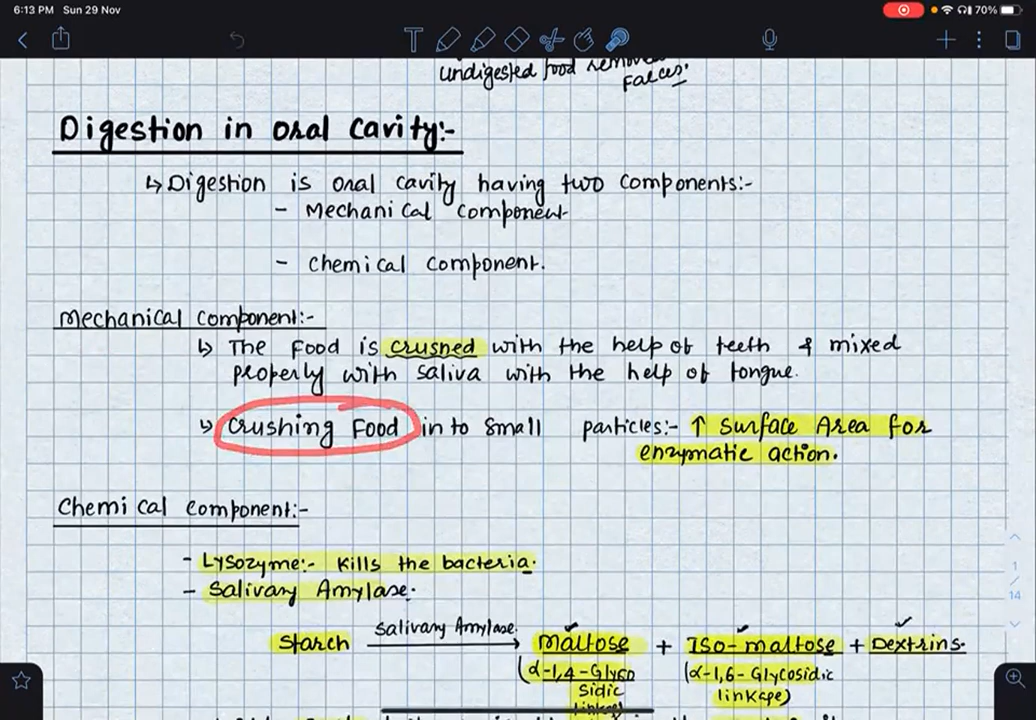 6:13 PM Sun 29 Nov
70%
undigested food
Faces.
Digestion in oral cavity:-
↳ Digestion is oral cavity having two components:-
- Mechanical component
- chemical component.
Mechanical component:-
↳ The food is crushed with the help of teeth & mixed
properly with saliva with the help of tongue.
↳ Crushing Food in to small particles:- ↑ Surface Area for
enzymatic action.
Chemical component:-
- Lysozyme:- kills the bacteria.
- Salivary Amylase.
Starch Salivary Amylase. → Maltose + Iso-maltose + Dextrins.
(α-1,4-Glyco (α-1,6-Glycosidic
sidic linkage)
linkage)
1
/
14